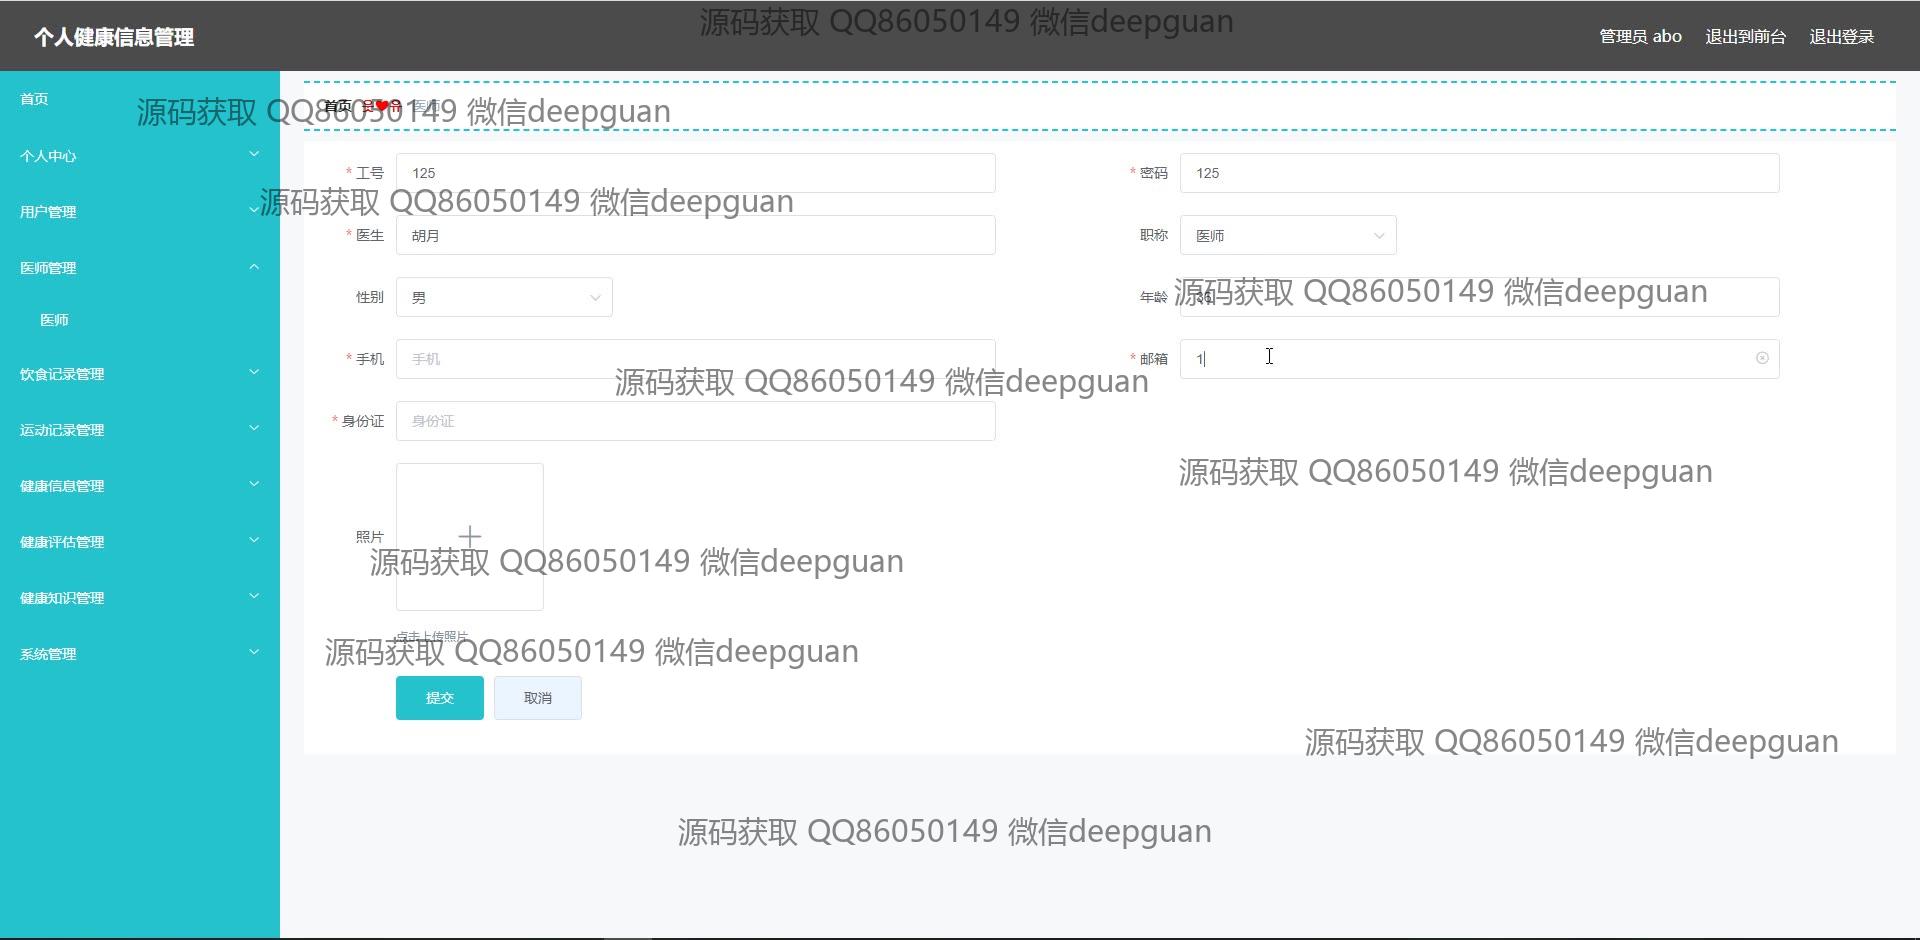 个人健康信息管理
源码获取 QQ86050149 微信deepguan
管理员 abo 退出到前台 退出登录
首页
首页 医师
源码获取 QQ86050149 微信deepguan
个人中心
* 工号 125
* 密码 125
源码获取 QQ86050149 微信deepguan
用户管理
* 医生 胡月
职称 医师
医师管理
性别 男
年龄
源码获取 QQ86050149 微信deepguan
医师
* 手机 手机
* 邮箱 1
饮食记录管理
源码获取 QQ86050149 微信deepguan
* 身份证 身份证
运动记录管理
源码获取 QQ86050149 微信deepguan
健康信息管理
照片
健康评估管理
源码获取 QQ86050149 微信deepguan
健康知识管理
点击上传照片
源码获取 QQ86050149 微信deepguan
系统管理
提交 取消
源码获取 QQ86050149 微信deepguan
源码获取 QQ86050149 微信deepguan